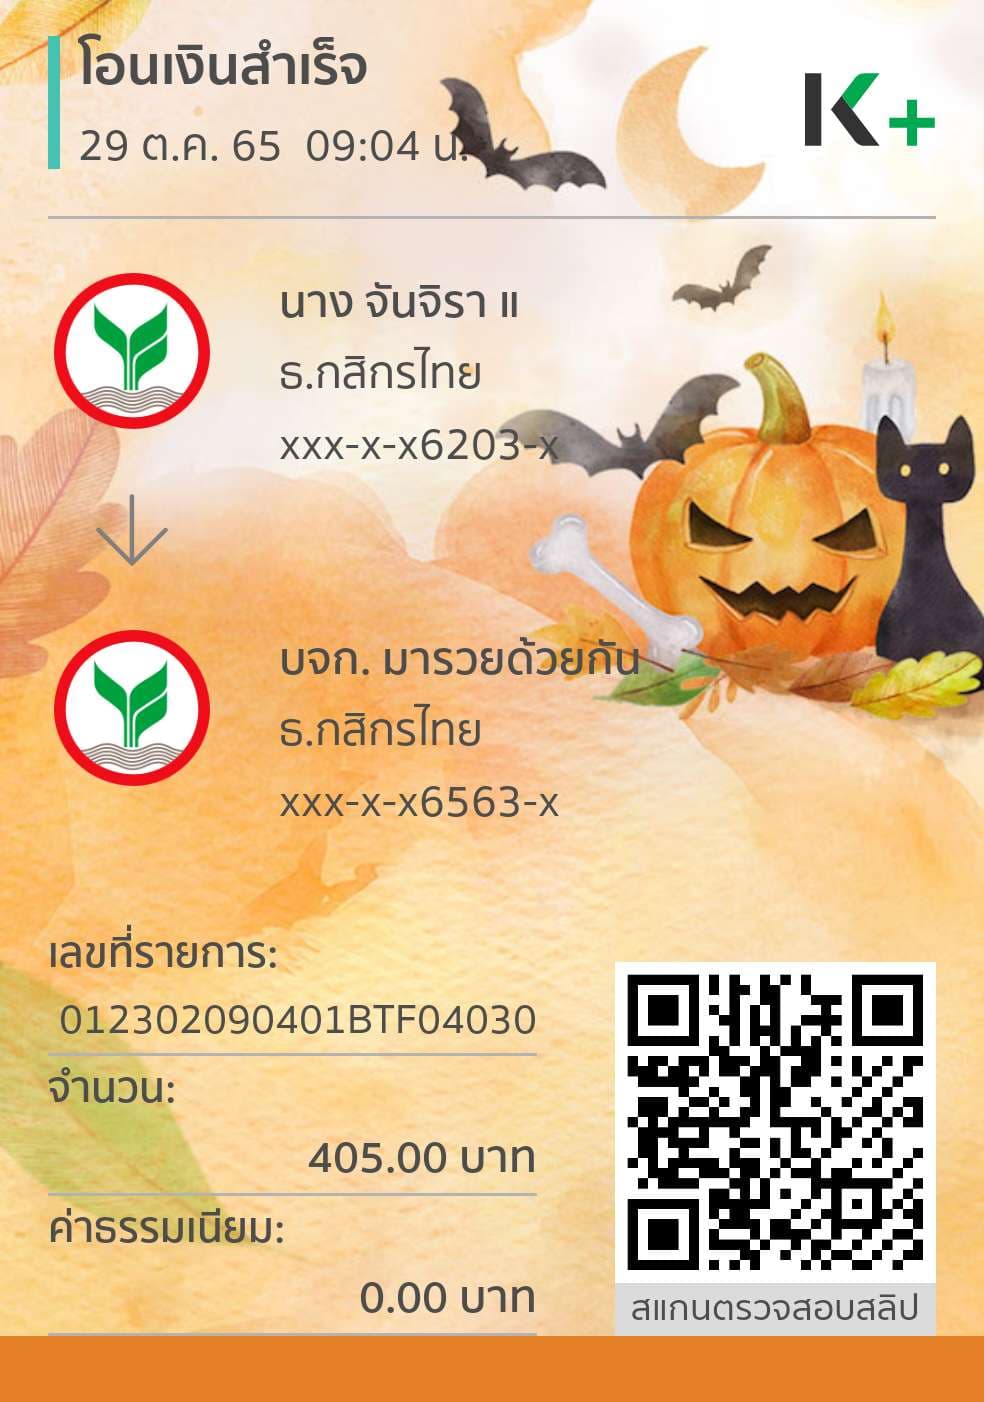 โอนเงินสำเร็จ
29 ต.ค. 65 09:04 น.
K+
นาง จันจิรา แ
ธ.กสิกรไทย
xxx-x-x6203-x
บจก. มารวยด้วยกัน
ธ.กสิกรไทย
xxx-x-x6563-x
เลขที่รายการ:
012302090401BTF04030
จำนวน:
405.00 บาท
ค่าธรรมเนียม:
0.00 บาท
สแกนตรวจสอบสลิป